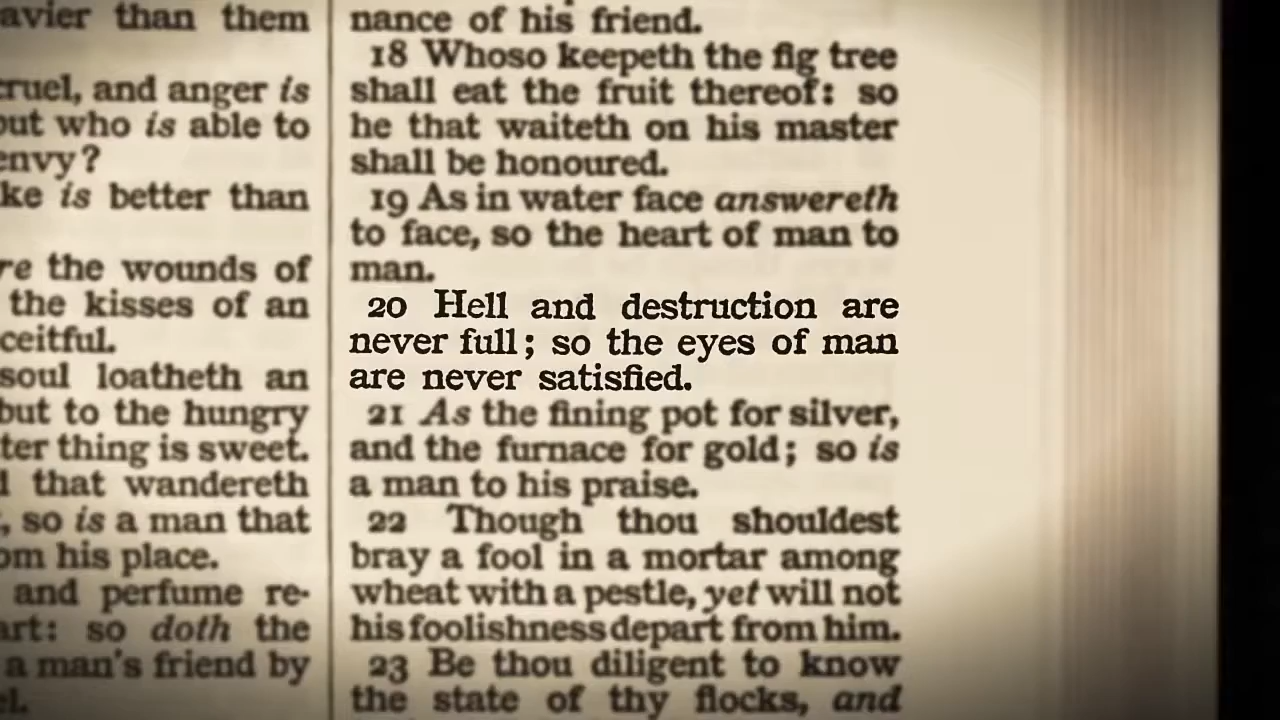 avier than them
ruel, and anger is
out who is able to
envy?
ke is better than
re the wounds of
the kisses of an
ceitful.
soul loatheth an
but to the hungry
ter thing is sweet.
that wandereth
, so is a man that
om his place.
and perfume re-
art: so doth the
a man's friend by
el.
nance of his friend.
18 Whoso keepeth the fig tree
shall eat the fruit thereof: so
he that waiteth on his master
shall be honoured.
19 As in water face answereth
to face, so the heart of man to
man.
20 Hell and destruction are
never full; so the eyes of man
are never satisfied.
21 As the fining pot for silver,
and the furnace for gold; so is
a man to his praise.
22 Though thou shouldest
bray a fool in a mortar among
wheat with a pestle, yet will not
his foolishness depart from him.
23 Be thou diligent to know
the state of thy flocks, and